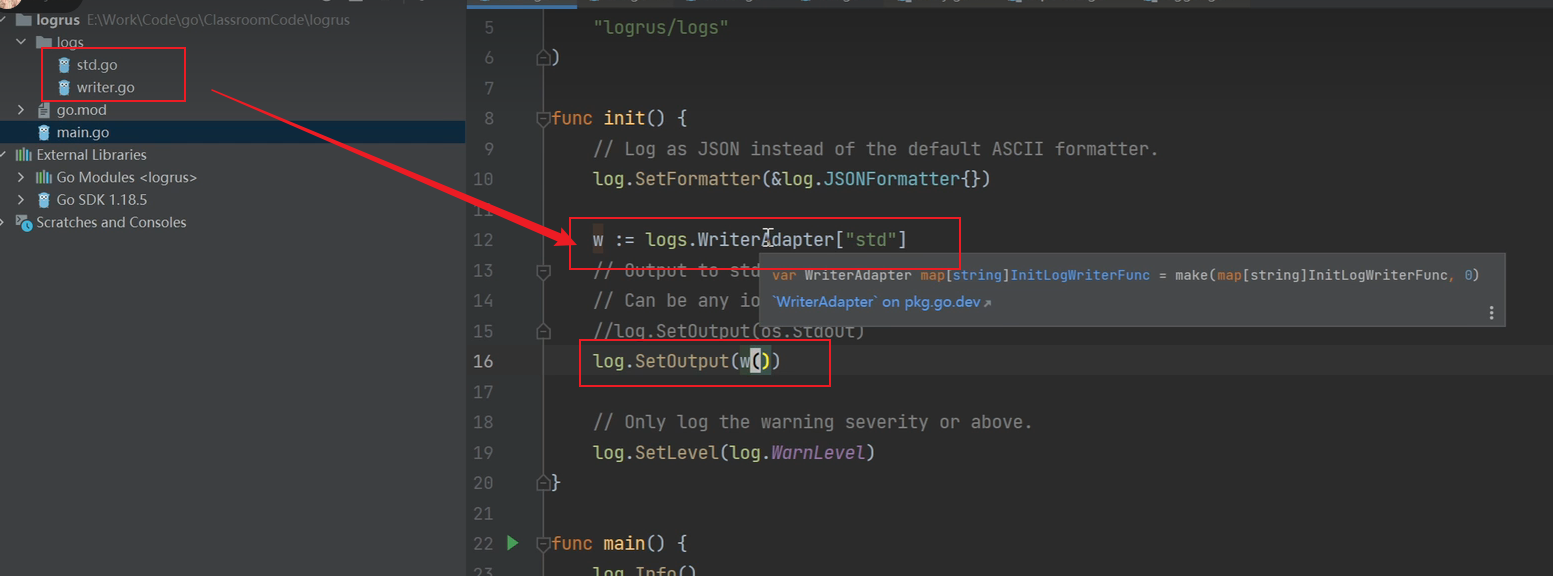 logrus E:\Work\Code\go\ClassroomCode\logrus
logs
std.go
writer.go
go.mod
main.go
External Libraries
Go Modules <logrus>
Go SDK 1.18.5
Scratches and Consoles
5 "logrus/logs"
6 )
7
8 func init() {
9 // Log as JSON instead of the default ASCII formatter.
10 log.SetFormatter(&log.JSONFormatter{})
11
12 w := logs.WriterAdapter["std"]
13 // Output to std
var WriterAdapter map[string]InitLogWriterFunc = make(map[string]InitLogWriterFunc, 0)
`WriterAdapter` on pkg.go.dev
14 // Can be any io
15 //log.SetOutput(os.Stdout)
16 log.SetOutput(w())
17
18 // Only log the warning severity or above.
19 log.SetLevel(log.WarnLevel)
20 }
21
22 func main() {
23 log.Info()